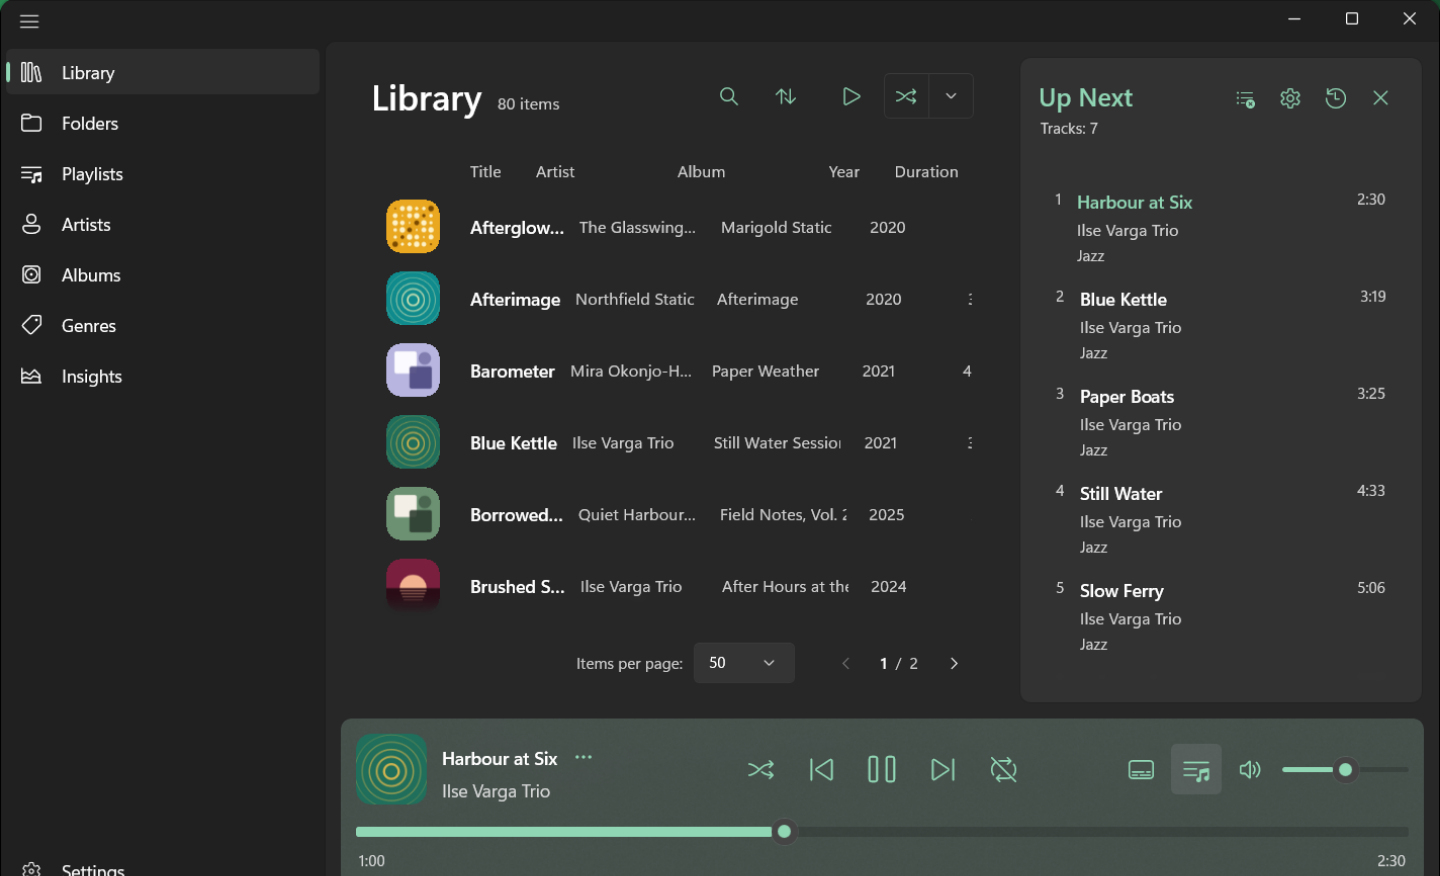 Library
Folders
Playlists
Artists
Albums
Genres
Insights
Settings
Library 80 items
Title Artist Album Year Duration
Afterglow... The Glasswing... Marigold Static 2020
Afterimage Northfield Static Afterimage 2020
Barometer Mira Okonjo-H... Paper Weather 2021 4
Blue Kettle Ilse Varga Trio Still Water 2021
Borrowed... Quiet Harbour... Field Notes, Vol. 2025
Brushed S... Ilse Varga Trio After Hours at the 2024
Items per page: 50 1 / 2
Up Next
Tracks: 7
1 Harbour at Six 2:30
Ilse Varga Trio
Jazz
2 Blue Kettle 3:19
Ilse Varga Trio
Jazz
3 Paper Boats 3:25
Ilse Varga Trio
Jazz
4 Still Water 4:33
Ilse Varga Trio
Jazz
5 Slow Ferry 5:06
Ilse Varga Trio
Jazz
Harbour at Six ...
Ilse Varga Trio
1:00 2:30